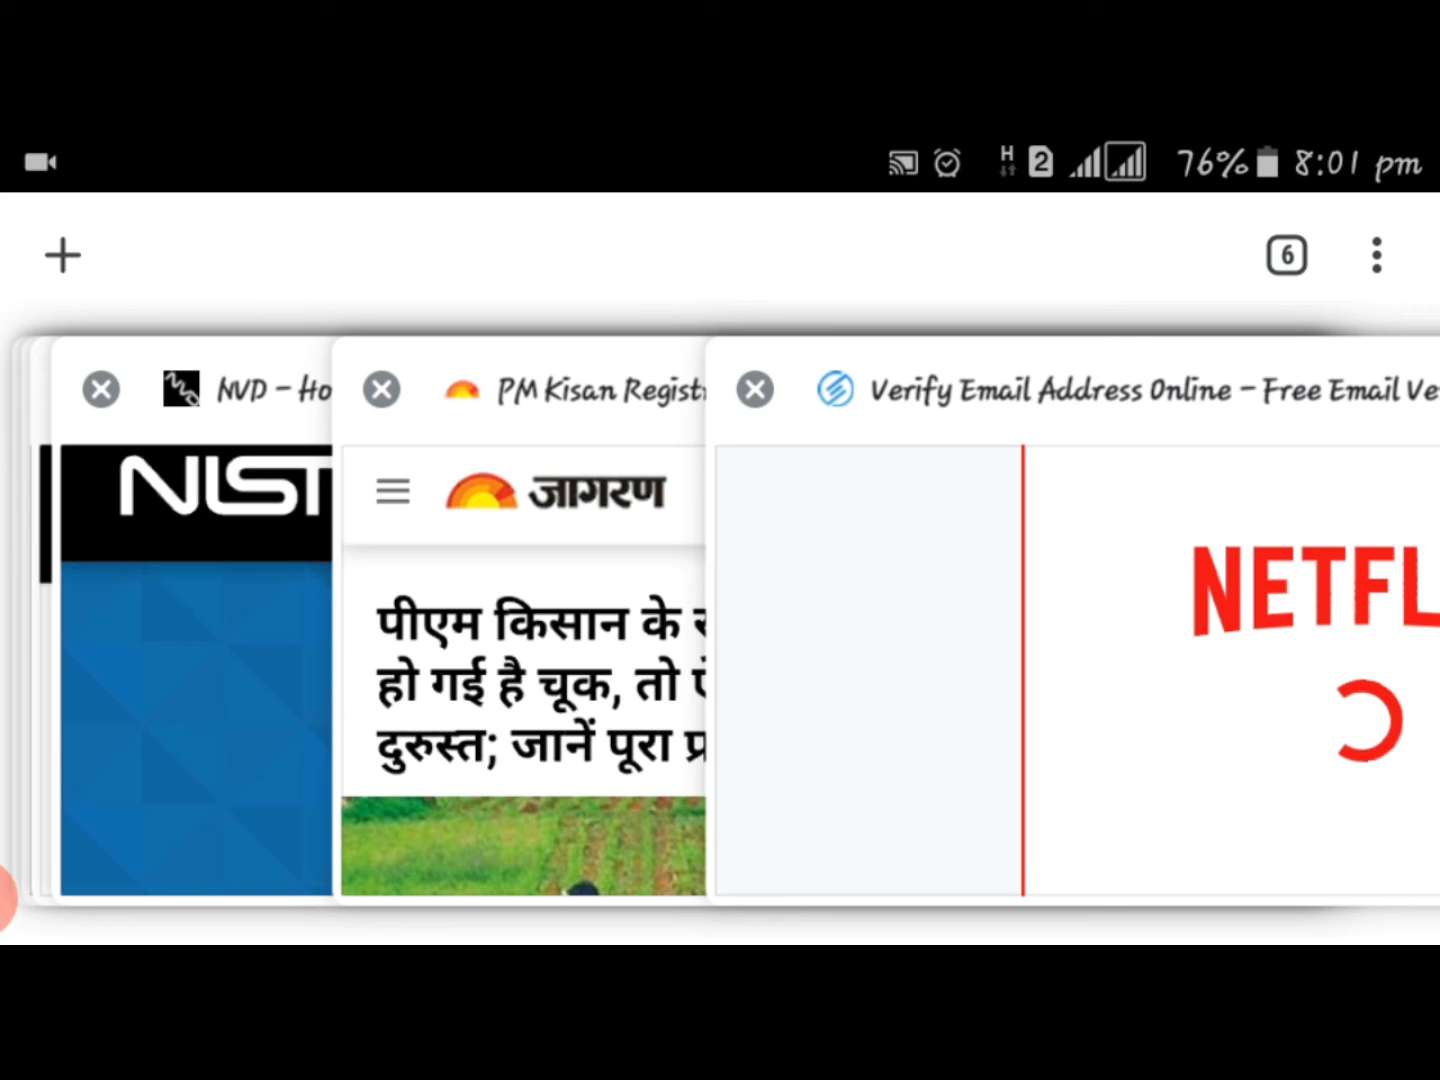 H 2 76% 8:01 pm
6
NVD - Ho
PM Kisan Regist
Verify Email Address Online - Free Email Ve
NIST
जागरण
NETFL
पीएम किसान के
हो गई है चूक, तो
दुरुस्त; जानें पूरा